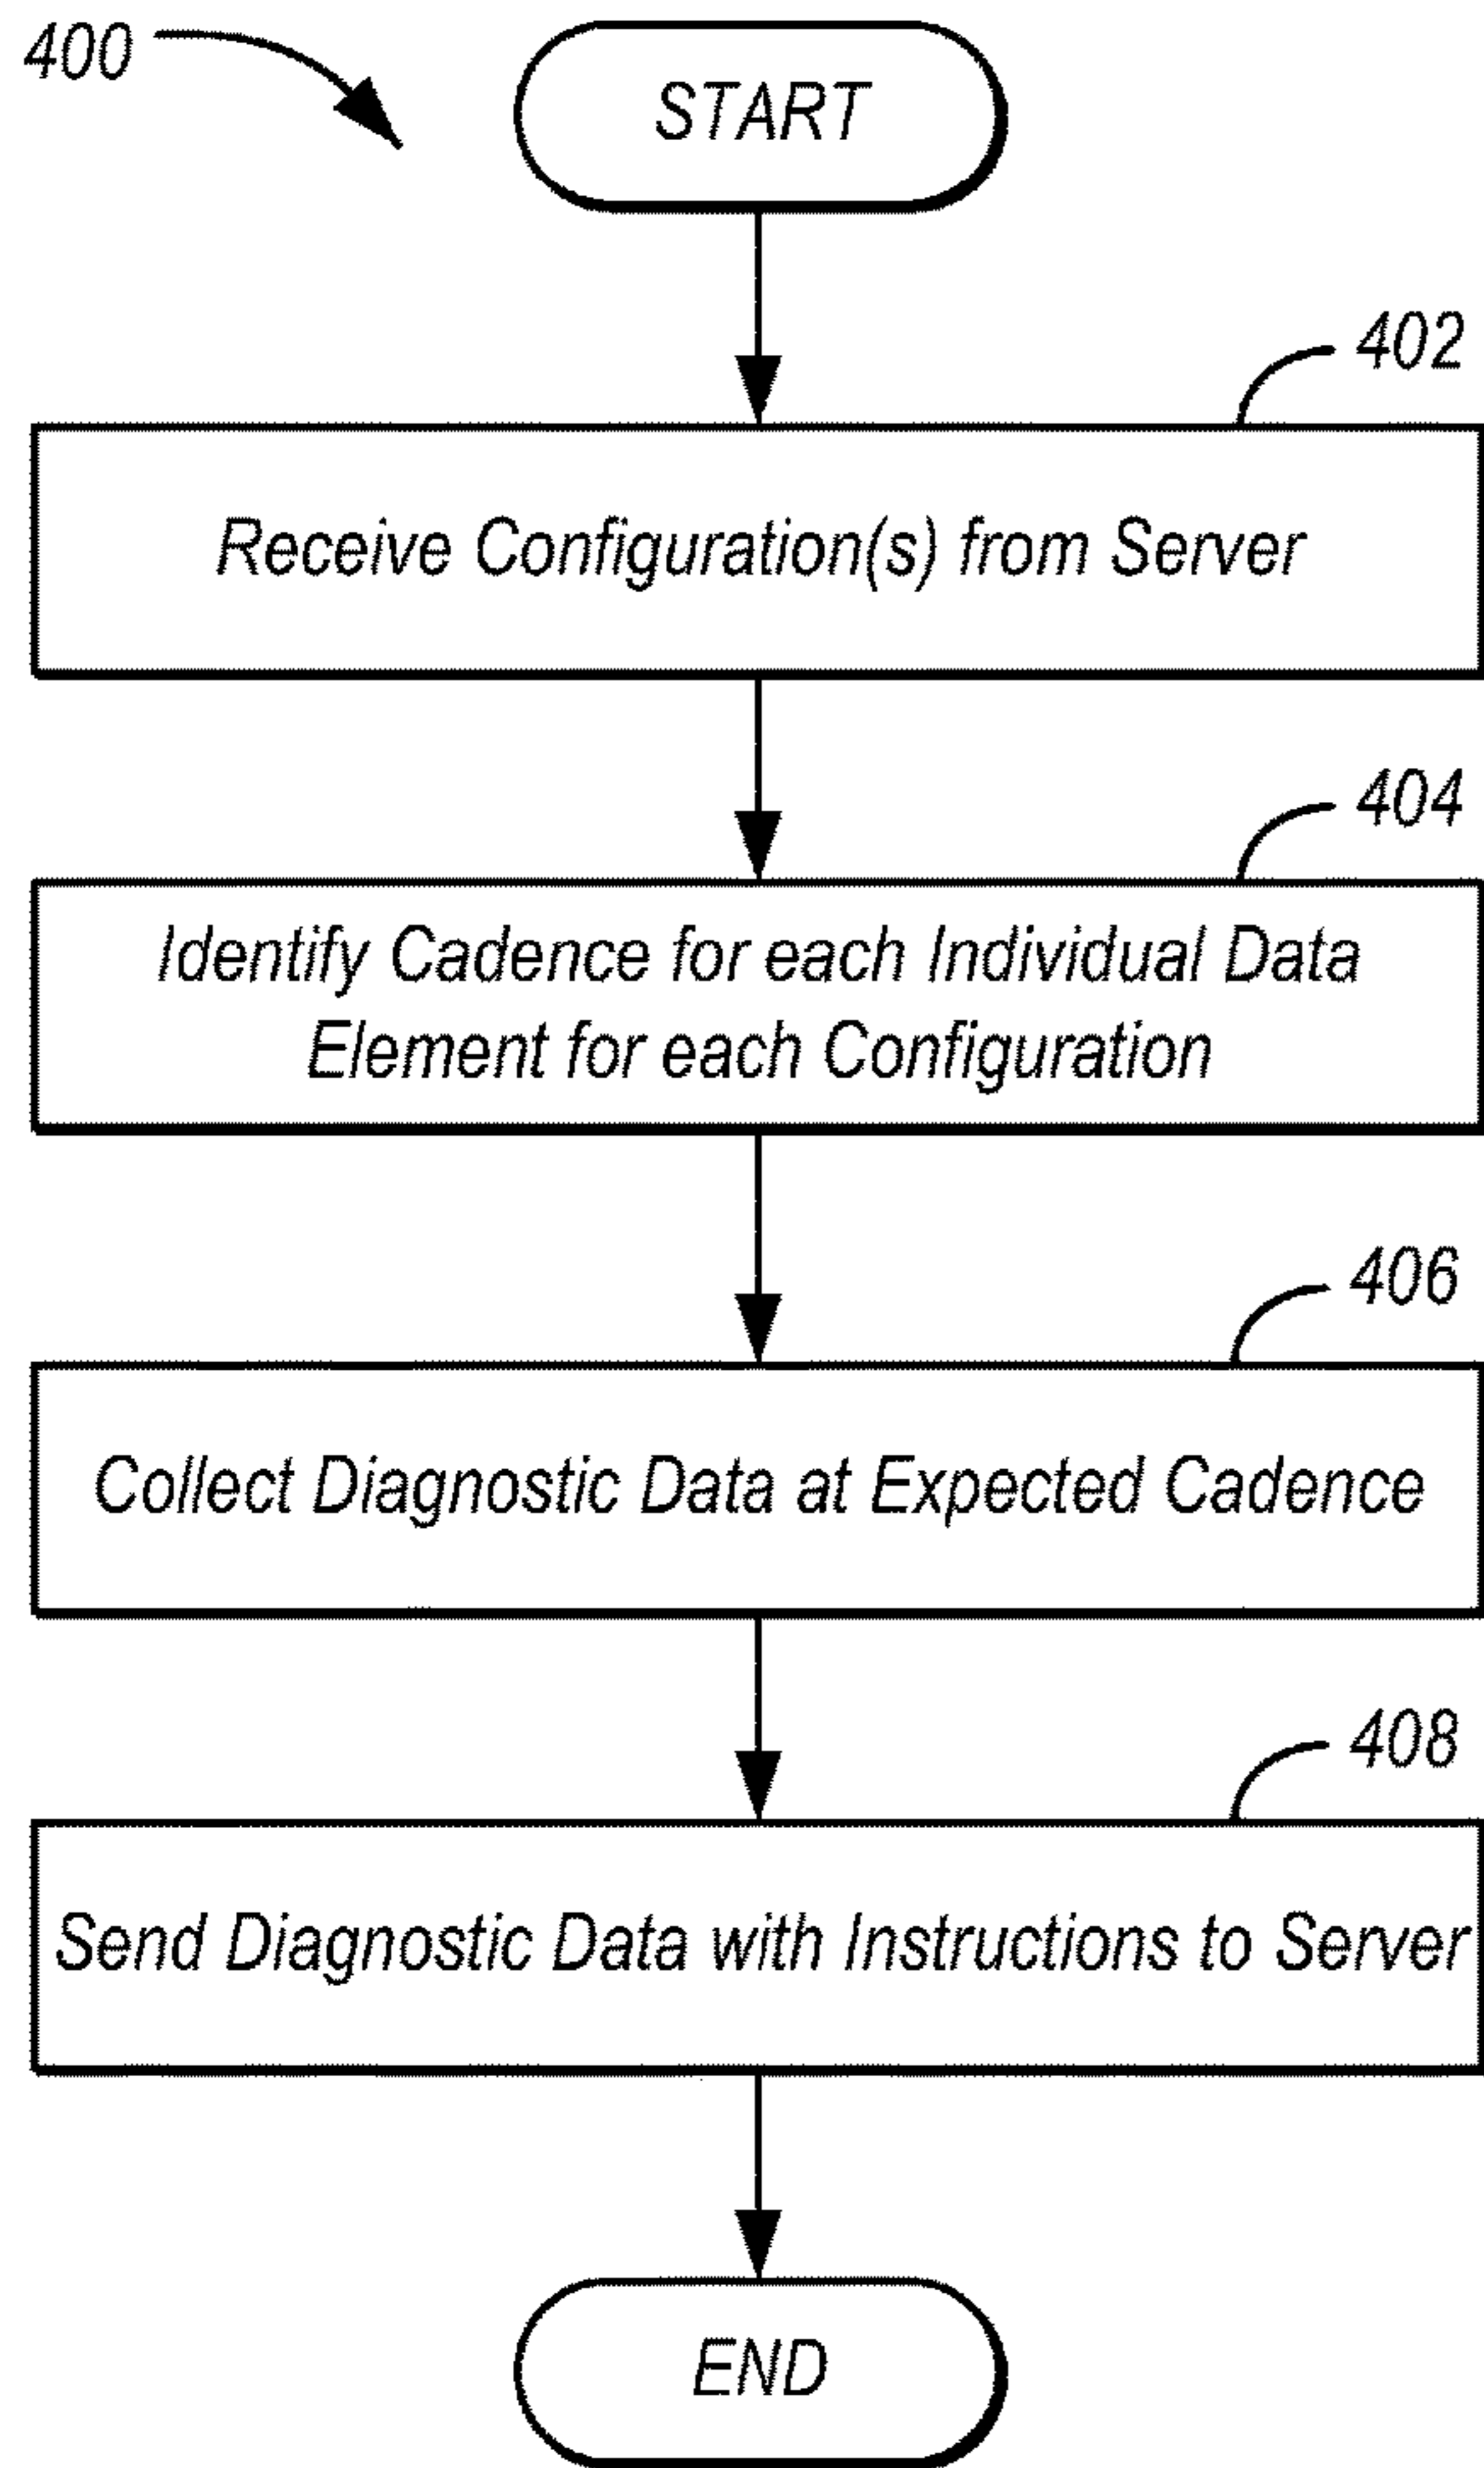 400
START
402
Receive Configuration(s) from Server
404
Identify Cadence for each Individual Data
Element for each Configuration
406
Collect Diagnostic Data at Expected Cadence
408
Send Diagnostic Data with Instructions to Server
END